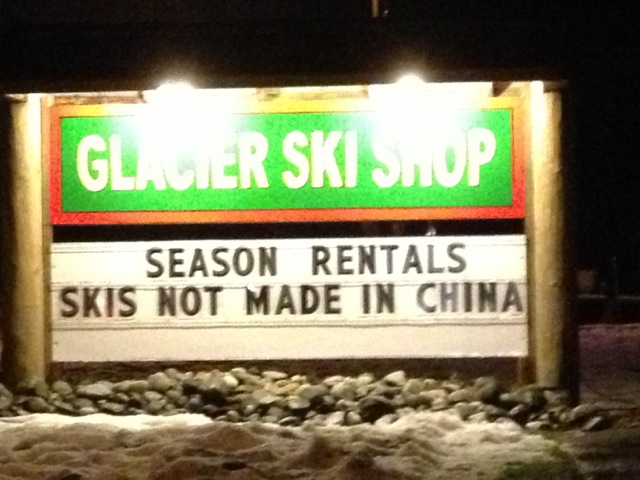 GLACIER SKI SHOP
SEASON RENTALS
SKIS NOT MADE IN CHINA